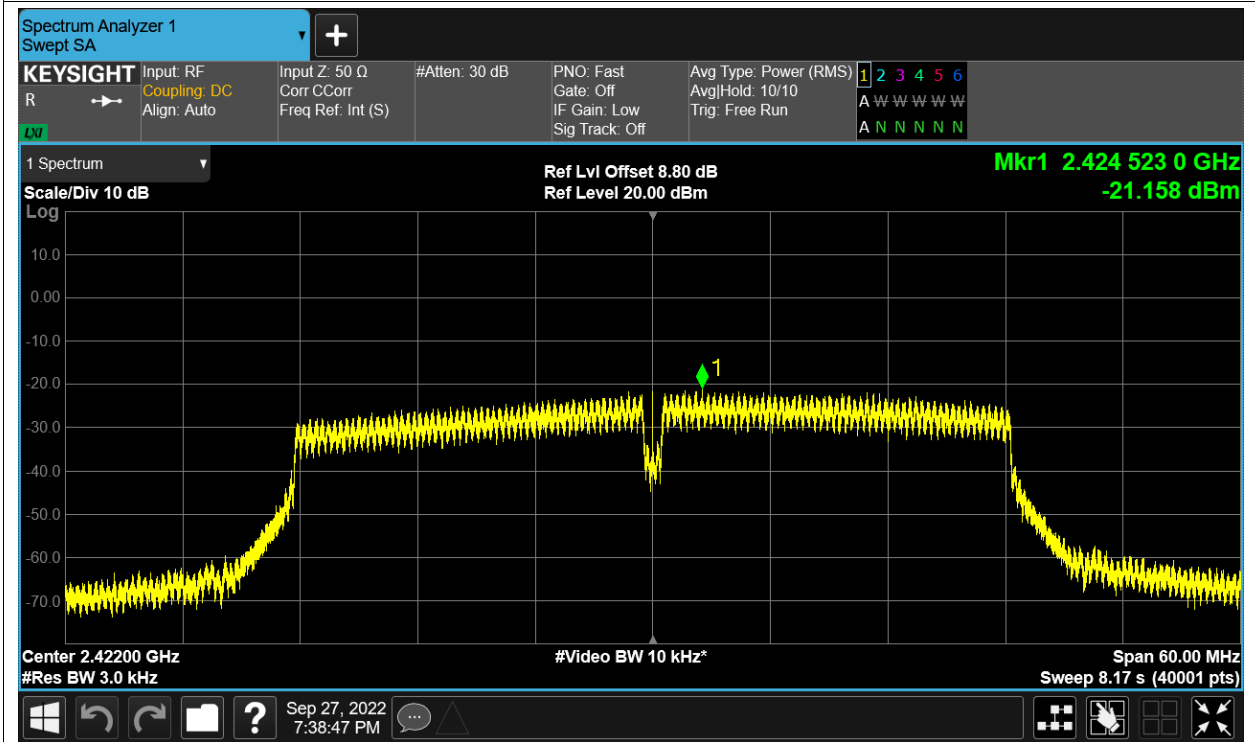 Spectrum Analyzer 1
Swept SA
+
KEYSIGHT
R
LXI
Input: RF
Coupling: DC
Align: Auto
Input Z: 50 Ω
Corr CCorr
Freq Ref: Int (S)
#Atten: 30 dB
PNO: Fast
Gate: Off
IF Gain: Low
Sig Track: Off
Avg Type: Power (RMS)
Avg|Hold: 10/10
Trig: Free Run
1 2 3 4 5 6
A W W W W W
A N N N N N
1 Spectrum
Scale/Div 10 dB
Ref Lvl Offset 8.80 dB
Ref Level 20.00 dBm
Mkr1 2.424 523 0 GHz
-21.158 dBm
Log
10.0
0.00
-10.0
-20.0
-30.0
-40.0
-50.0
-60.0
-70.0
1
Center 2.42200 GHz
#Res BW 3.0 kHz
#Video BW 10 kHz*
Span 60.00 MHz
Sweep 8.17 s (40001 pts)
?
Sep 27, 2022
7:38:47 PM